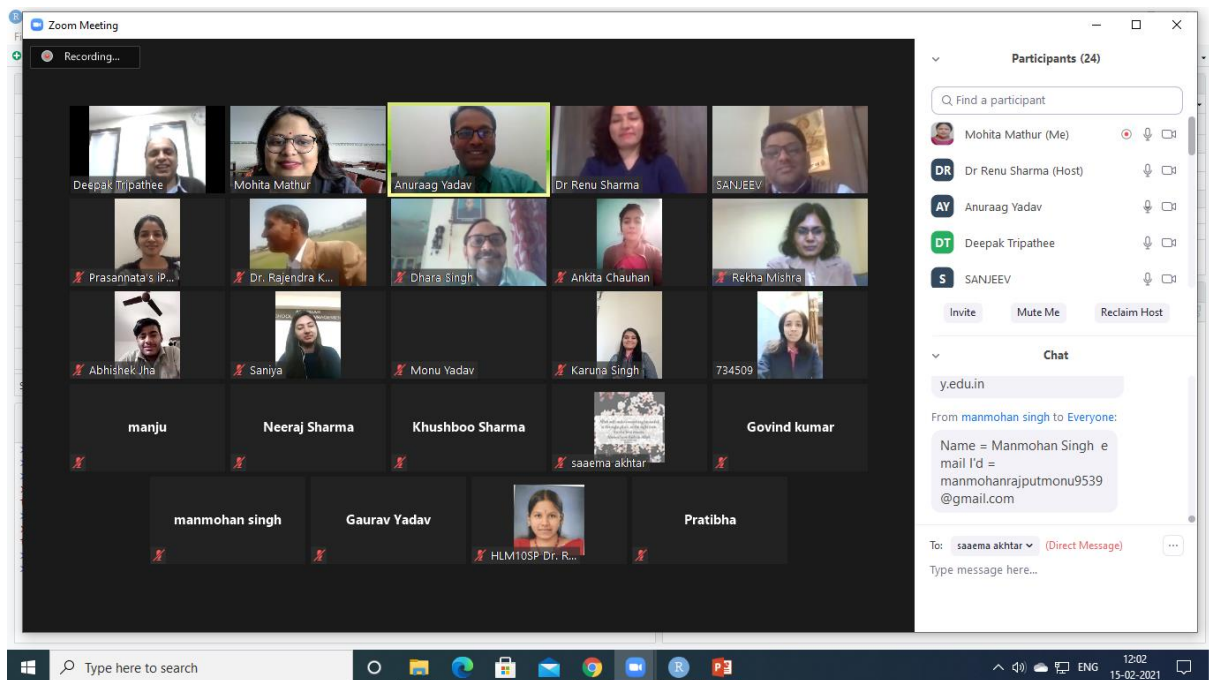 Zoom Meeting
Recording...
Deepak Tripathee
Mohita Mathur
Anuraag Yadav
Dr Renu Sharma
SANJEEV
Prasannata's iP...
Dr. Rajendra K...
Dhara Singh
Ankita Chauhan
Rekha Mishra
Abhishek Jha
Saniya
Monu Yadav
Karuna Singh
734509
manju
Neeraj Sharma
Khushboo Sharma
saaema akhtar
Govind kumar
manmohan singh
Gaurav Yadav
HLM10SP Dr. R...
Pratibha
Participants (24)
Find a participant
Mohita Mathur (Me)
DR Dr Renu Sharma (Host)
AY Anuraag Yadav
DT Deepak Tripathee
S SANJEEV
Invite Mute Me Reclaim Host
Chat
y.edu.in
From manmohan singh to Everyone:
Name = Manmohan Singh e
mail I'd =
manmohanrajputmonu9539
@gmail.com
To: saaema akhtar (Direct Message)
Type message here...
Type here to search
R
ENG
12:02
15-02-2021